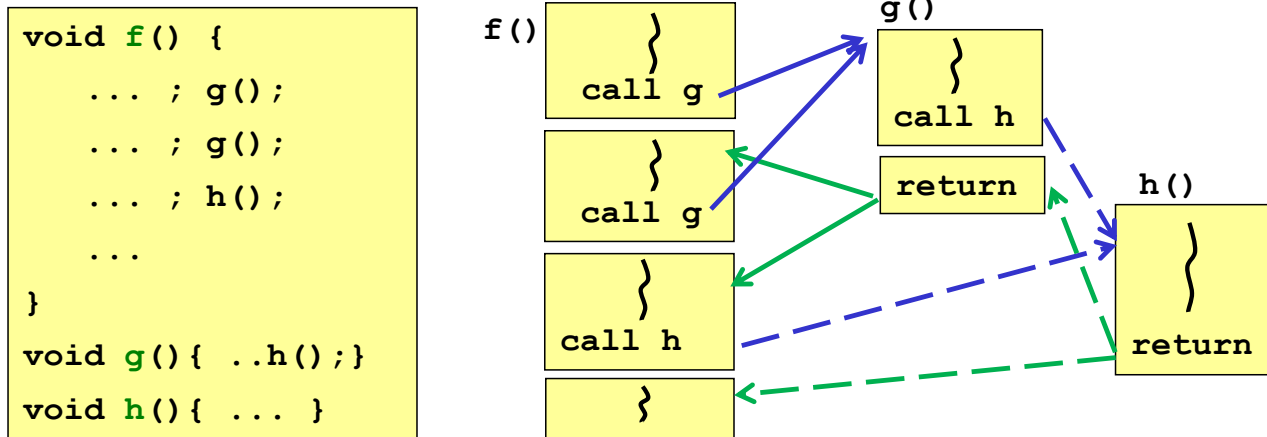 void f() {
... ; g();
... ; g();
... ; h();
...
}
void g(){ ..h();}
void h(){ ... }
f()
call g
call g
call h
g()
call h
return
h()
return